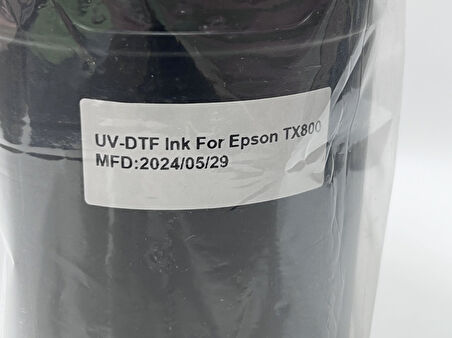 UV-DTF Ink For Epson TX800
MFD:2024/05/29